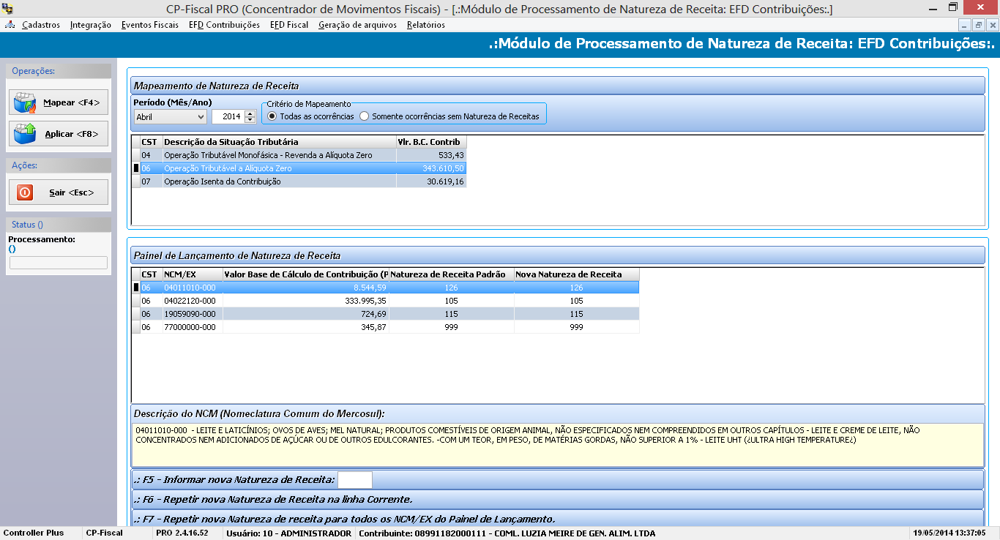 CP-Fiscal PRO (Concentrador de Movimentos Fiscais) - [.:Módulo de Processamento de Natureza de Receita: EFD Contribuições:.]
Cadastros Integração Eventos Fiscais EFD Contribuições EFD Fiscal Geração de arquivos Relatórios
.:Módulo de Processamento de Natureza de Receita: EFD Contribuições:.
Operações:
Mapear <F4>
Aplicar <F8>
Ações:
Sair <Esc>
Status ()
Processamento:
()
Mapeamento de Natureza de Receita
Período (Mês/Ano)
Abril 2014
Critério de Mapeamento
Todas as ocorrências Somente ocorrências sem Natureza de Receitas
CST Descrição da Situação Tributária Vlr. B.C. Contrib
04 Operação Tributável Monofásica - Revenda a Alíquota Zero 533,43
06 Operação Tributável a Alíquota Zero 343.610,50
07 Operação Isenta da Contribuição 30.619,16
Painel de Lançamento de Natureza de Receita
CST NCM/EX Valor Base de Cálculo de Contribuição (P Natureza de Receita Padrão Nova Natureza de Receita
06 04011010-000 8.544,59 126 126
06 04022120-000 333.995,35 105 105
06 19059090-000 724,69 115 115
06 77000000-000 345,87 999 999
Descrição do NCM (Nomeclatura Comum do Mercosul):
04011010-000 - LEITE E LATICÍNIOS; OVOS DE AVES; MEL NATURAL; PRODUTOS COMESTÍVEIS DE ORIGEM ANIMAL, NÃO ESPECIFICADOS NEM COMPREENDIDOS EM OUTROS CAPÍTULOS - LEITE E CREME DE LEITE, NÃO
CONCENTRADOS NEM ADICIONADOS DE AÇÚCAR OU DE OUTROS EDULCORANTES. -COM UM TEOR, EM PESO, DE MATÉRIAS GORDAS, NÃO SUPERIOR A 1% - LEITE UHT (¿ULTRA HIGH TEMPERATURE¿)
.: F5 - Informar nova Natureza de Receita:
.: F6 - Repetir nova Natureza de Receita na linha Corrente.
.: F7 - Repetir nova Natureza de receita para todos os NCM/EX do Painel de Lançamento.
Controller Plus CP-Fiscal PRO 2.4.16.52 Usuário: 10 - ADMINISTRADOR Contribuinte: 08991182000111 - COML. LUZIA MEIRE DE GEN. ALIM. LTDA 19/05/2014 13:37:05